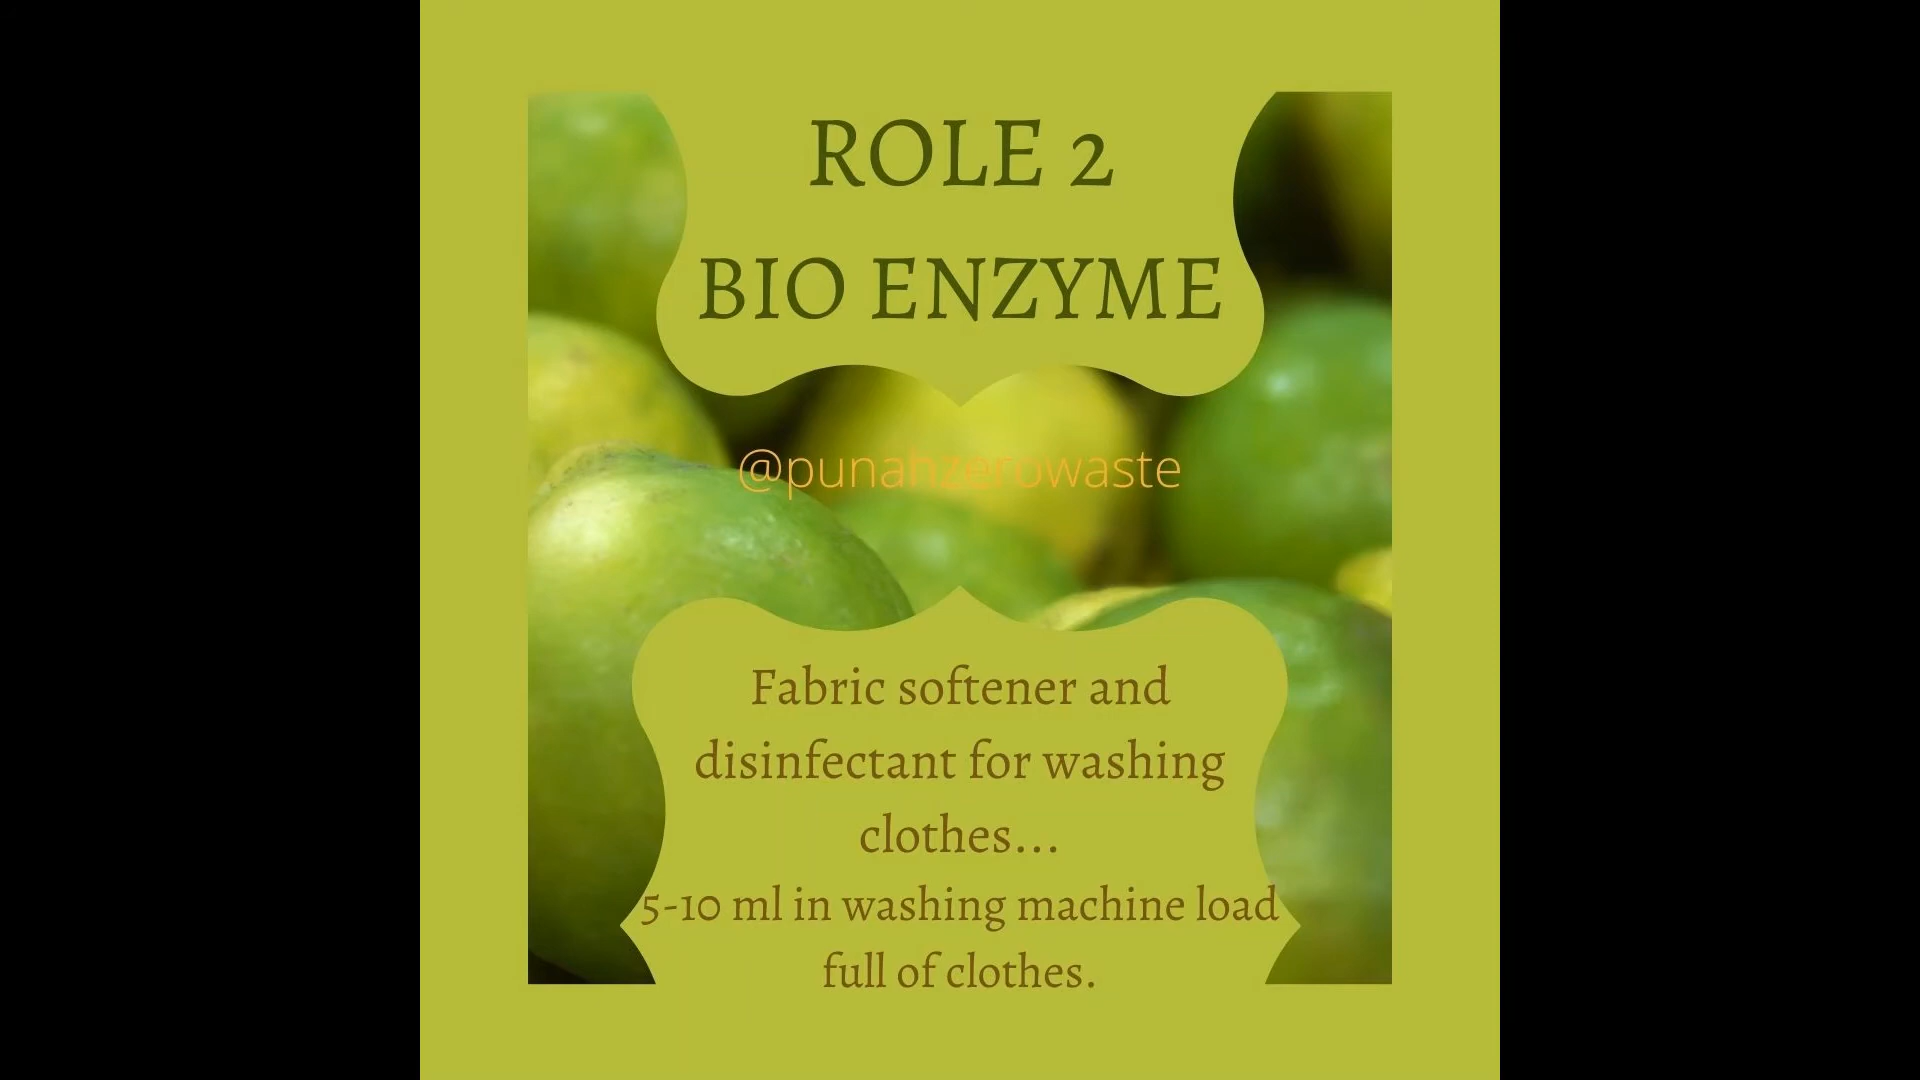 ROLE 2
BIO ENZYME
@punahzerowaste
Fabric softener and
disinfectant for washing
clothes...
5-10 ml in washing machine load
full of clothes.